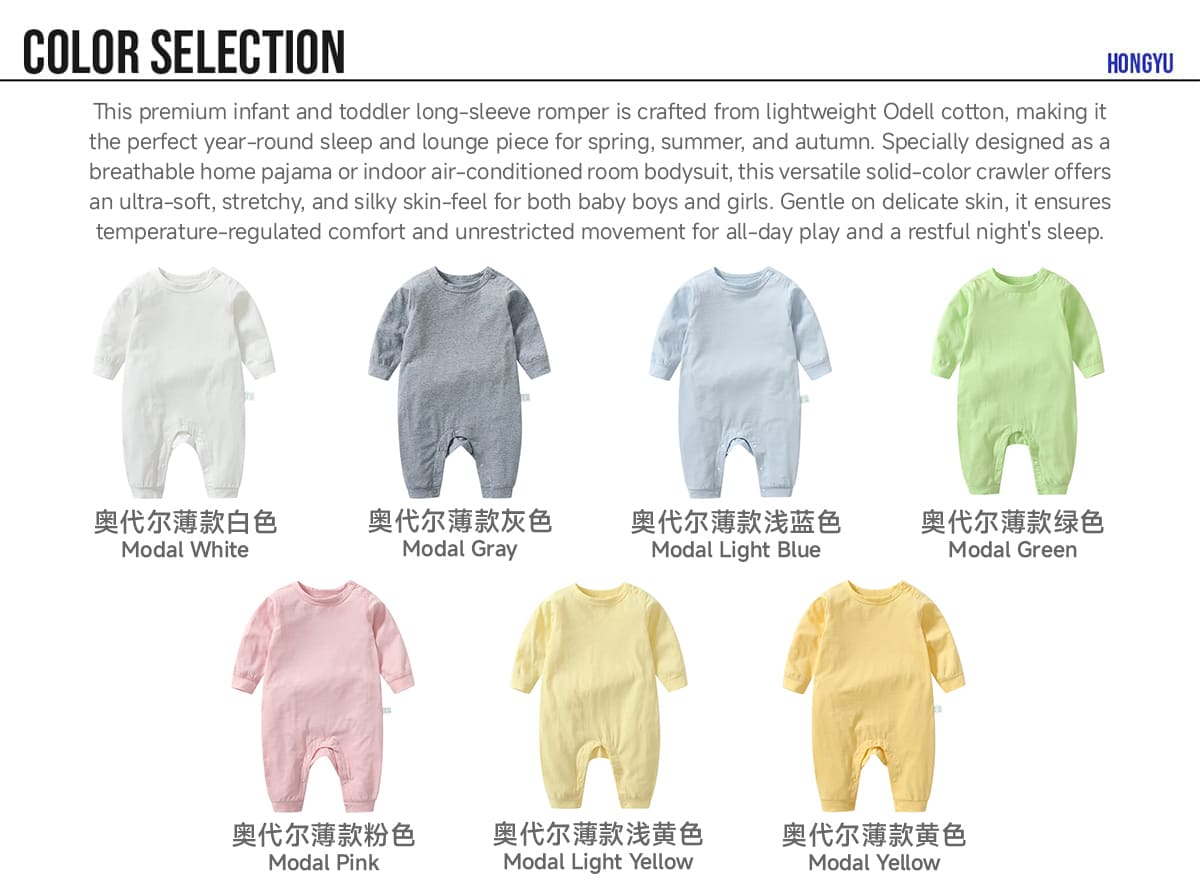 COLOR SELECTION
HONGYU
This premium infant and toddler long-sleeve romper is crafted from lightweight Odell cotton, making it
the perfect year-round sleep and lounge piece for spring, summer, and autumn. Specially designed as a
breathable home pajama or indoor air-conditioned room bodysuit, this versatile solid-color crawler offers
an ultra-soft, stretchy, and silky skin-feel for both baby boys and girls. Gentle on delicate skin, it ensures
temperature-regulated comfort and unrestricted movement for all-day play and a restful night's sleep.
奥代尔薄款白色
Modal White
奥代尔薄款灰色
Modal Gray
奥代尔薄款浅蓝色
Modal Light Blue
奥代尔薄款绿色
Modal Green
奥代尔薄款粉色
Modal Pink
奥代尔薄款浅黄色
Modal Light Yellow
奥代尔薄款黄色
Modal Yellow